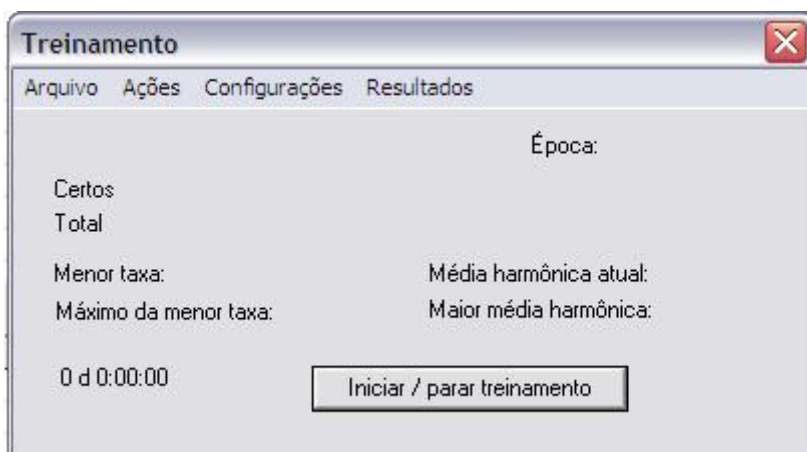 Treinamento
Arquivo Ações Configurações Resultados
Época:
Certos
Total
Menor taxa: Média harmônica atual:
Máximo da menor taxa: Maior média harmônica:
0 d 0:00:00 Iniciar / parar treinamento